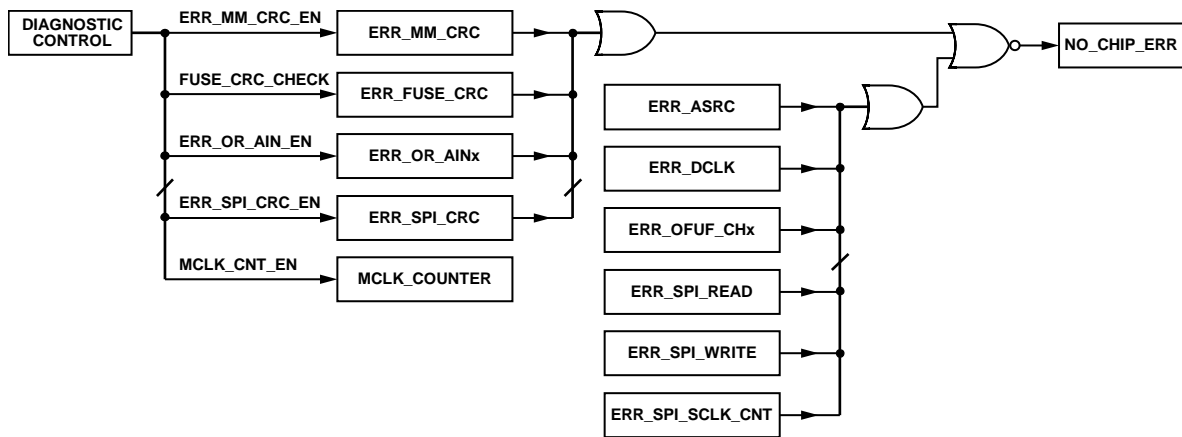 DIAGNOSTIC
CONTROL
ERR_MM_CRC_EN
ERR_MM_CRC
NO_CHIP_ERR
FUSE_CRC_CHECK
ERR_FUSE_CRC
ERR_ASRC
ERR_OR_AIN_EN
ERR_OR_AINx
ERR_DCLK
ERR_SPI_CRC_EN
ERR_SPI_CRC
ERR_OFUF_CHx
MCLK_CNT_EN
MCLK_COUNTER
ERR_SPI_READ
ERR_SPI_WRITE
ERR_SPI_SCLK_CNT